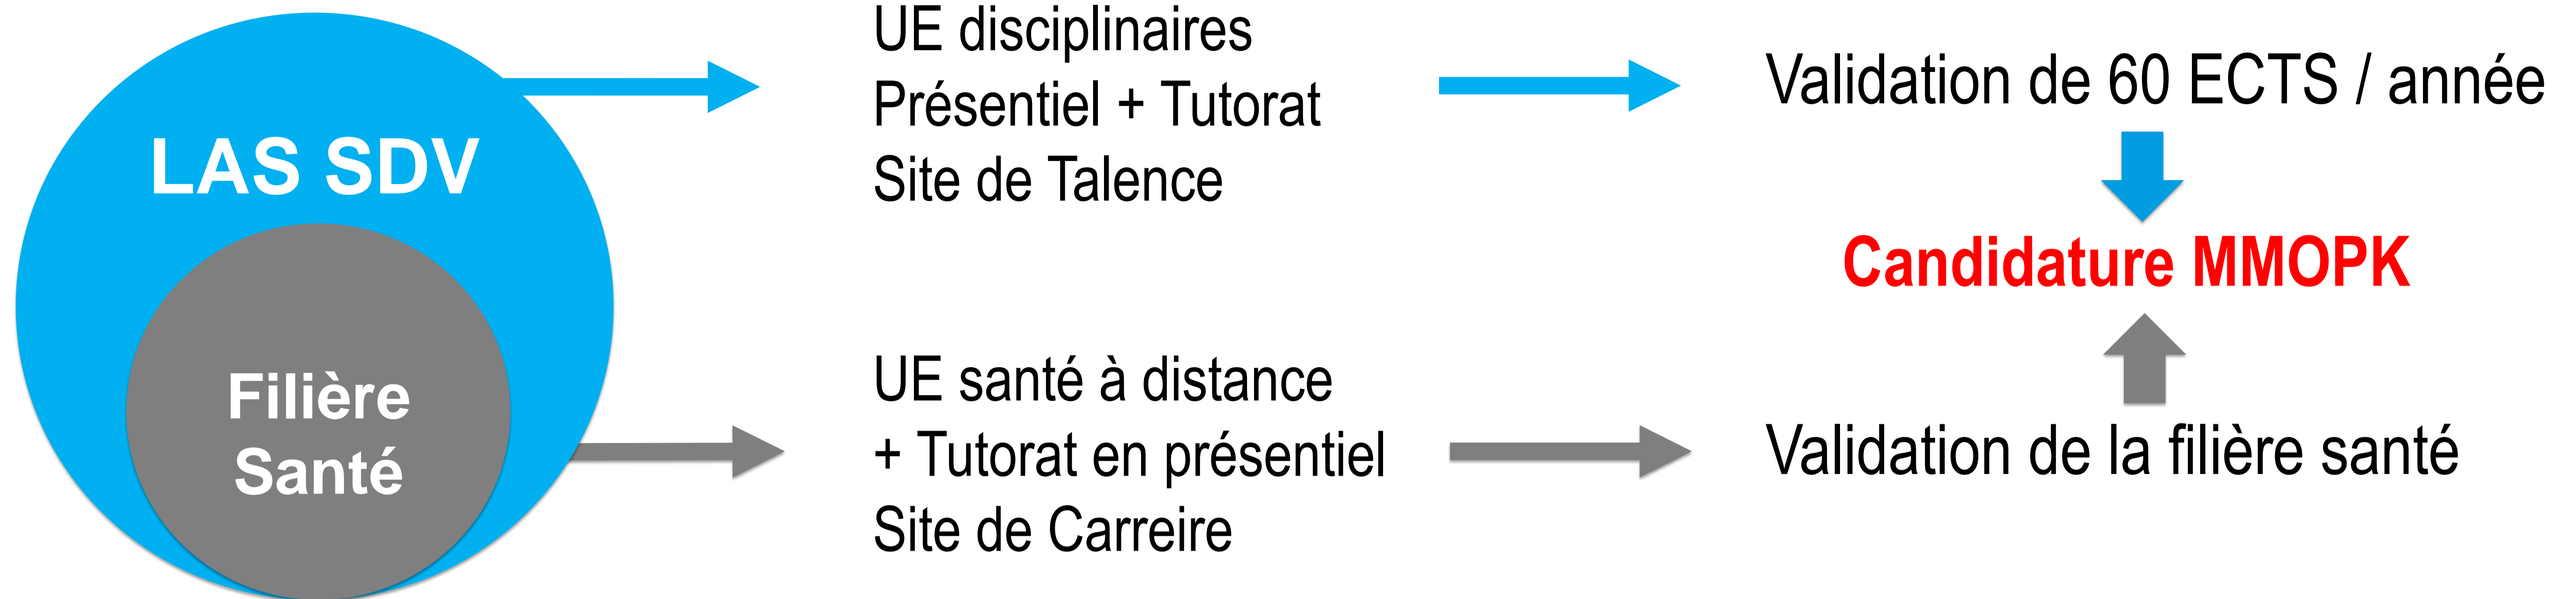 LAS SDV
Filière
Santé
UE disciplinaires
Présentiel + Tutorat
Site de Talence
UE santé à distance
+ Tutorat en présentiel
Site de Carreire
Validation de 60 ECTS / année
Candidature MMOPK
Validation de la filière santé